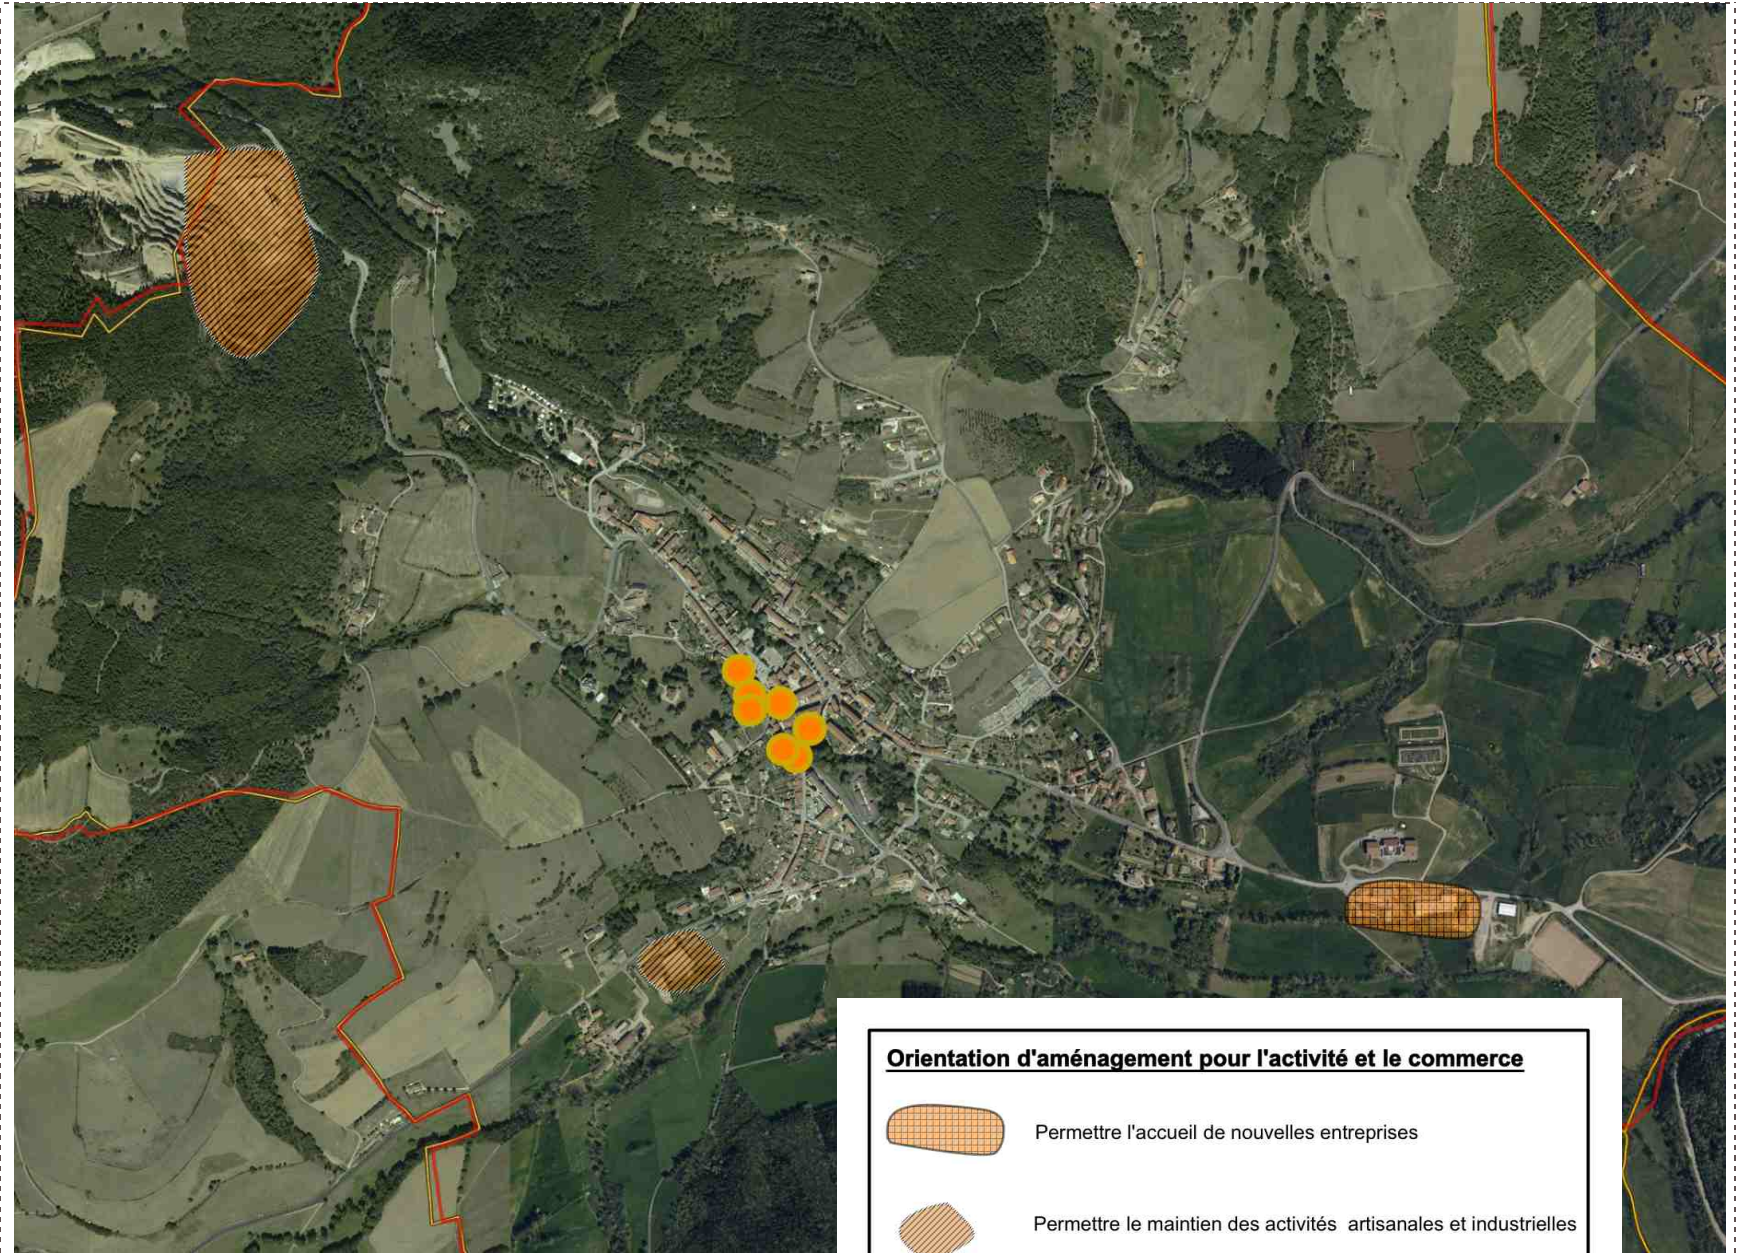 Orientation d'aménagement pour l'activité et le commerce
Permettre l'accueil de nouvelles entreprises
Permettre le maintien des activités artisanales et industrielles